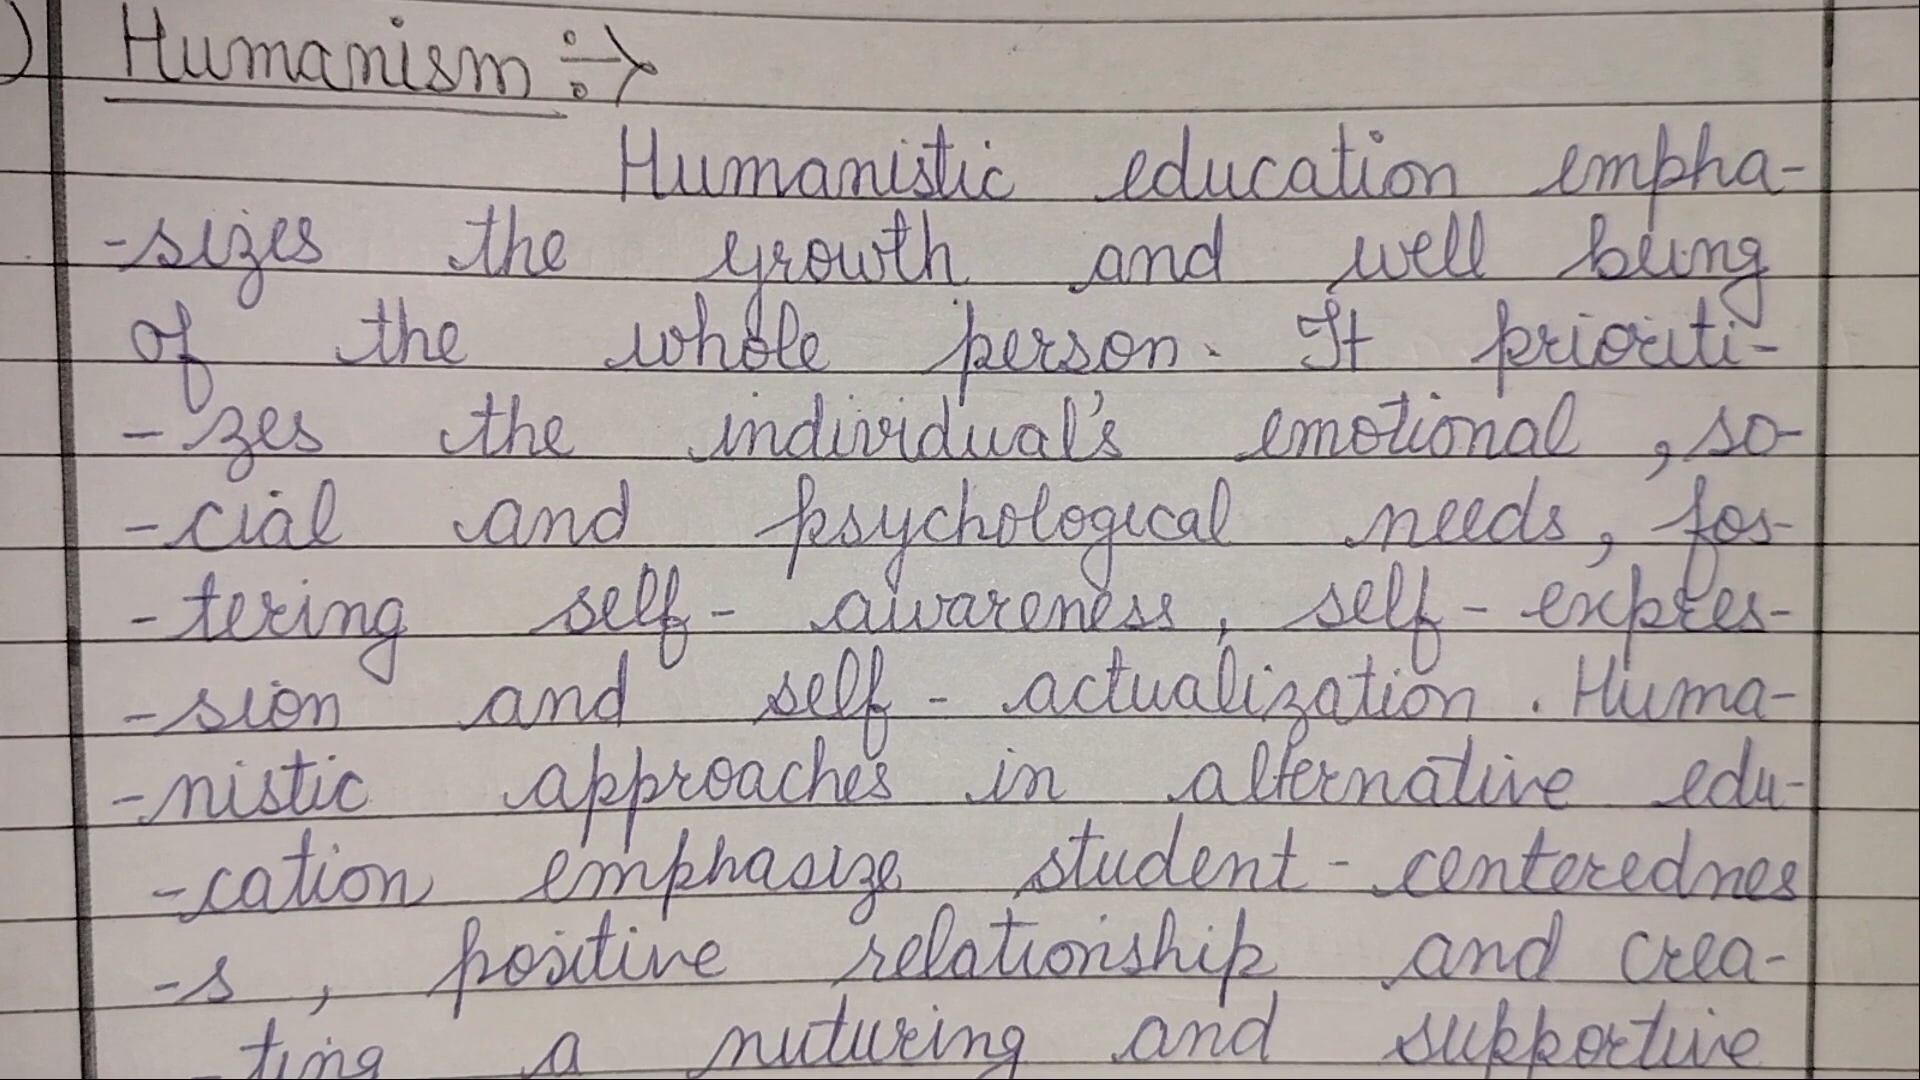 ) Humanism :->
Humanistic education empha-
-sizes the growth and well being
of the whole person. It prioriti-
- zes the individual's emotional, so-
-cial and psychological needs, fos-
-tering self- awareness, self-expres-
-sion and self - actualization. Huma-
-nistic approaches in alternative edu-
-cation emphasize student-centerednes
-s, positive relationship and crea-
-ting a nuturing and supportive